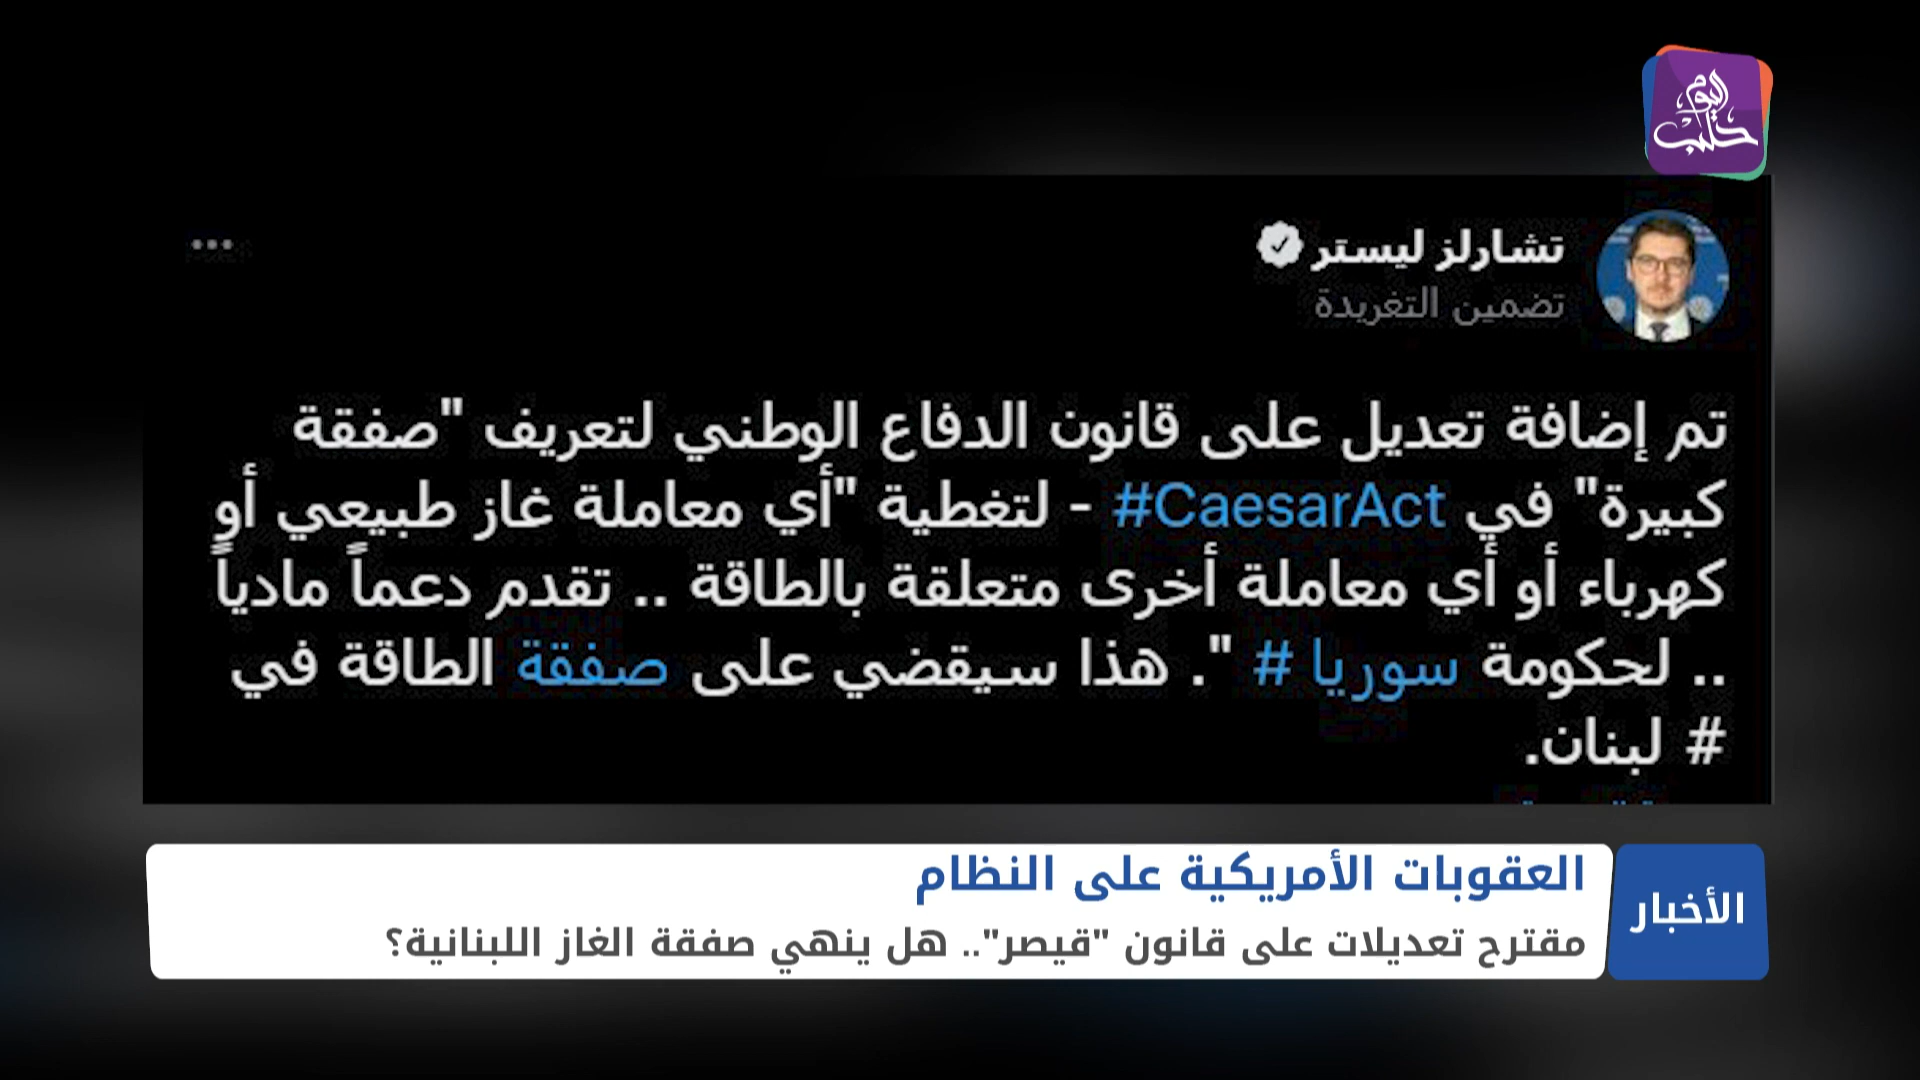 حلب اليوم
تشارلز ليستر
تضمين التغريدة
تم إضافة تعديل على قانون الدفاع الوطني لتعريف "صفقة
كبيرة" في CaesarAct# - لتغطية "أي معاملة غاز طبيعي أو
كهرباء أو أي معاملة أخرى متعلقة بالطاقة .. تقدم دعماً مادياً
.. لحكومة سوريا # ". هذا سيقضي على صفقة الطاقة في
# لبنان.
الأخبار
العقوبات الأمريكية على النظام
مقترح تعديلات على قانون "قيصر".. هل ينهي صفقة الغاز اللبنانية؟